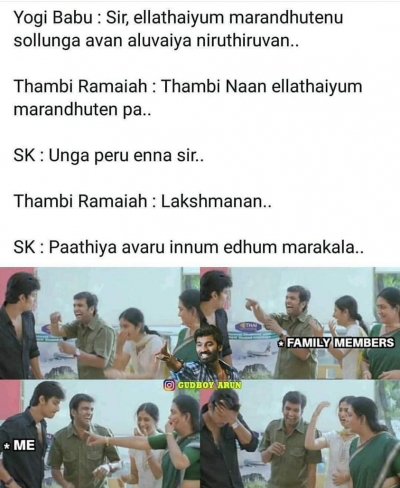 Yogi Babu : Sir, ellathaiyum marandhutenu
sollunga avan aluvaiya niruthiruvan..
Thambi Ramaiah : Thambi Naan ellathaiyum
marandhuten pa..
SK : Unga peru enna sir..
Thambi Ramaiah : Lakshmanan..
SK : Paathiya avaru innum edhum marakala..
* FAMILY MEMBERS
GUDBOY ARUN
* ME